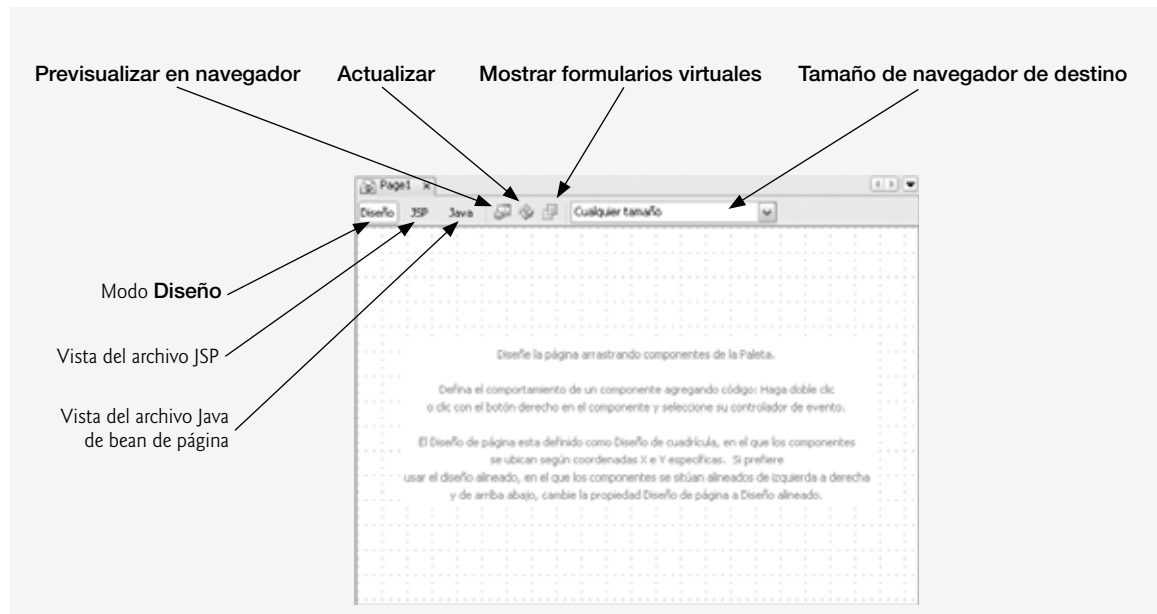 Previsualizar en navegador
Actualizar
Mostrar formularios virtuales
Tamaño de navegador de destino
Page1
Diseño JSP Java Cualquier tamaño
Modo Diseño
Vista del archivo JSP
Vista del archivo Java
de bean de página
Diseñe la página arrastrando componentes de la Paleta.
Defina el comportamiento de un componente agregando código: Haga doble clic
o clic con el botón derecho en el componente y seleccione su controlador de evento.
El Diseño de página esta definido como Diseño de cuadrícula, en el que los componentes
se ubican según coordenadas X e Y específicas. Si prefiere
usar el diseño alineado, en el que los componentes se sitúan alineados de izquierda a derecha
y de arriba abajo, cambie la propiedad Diseño de página a Diseño alineado.